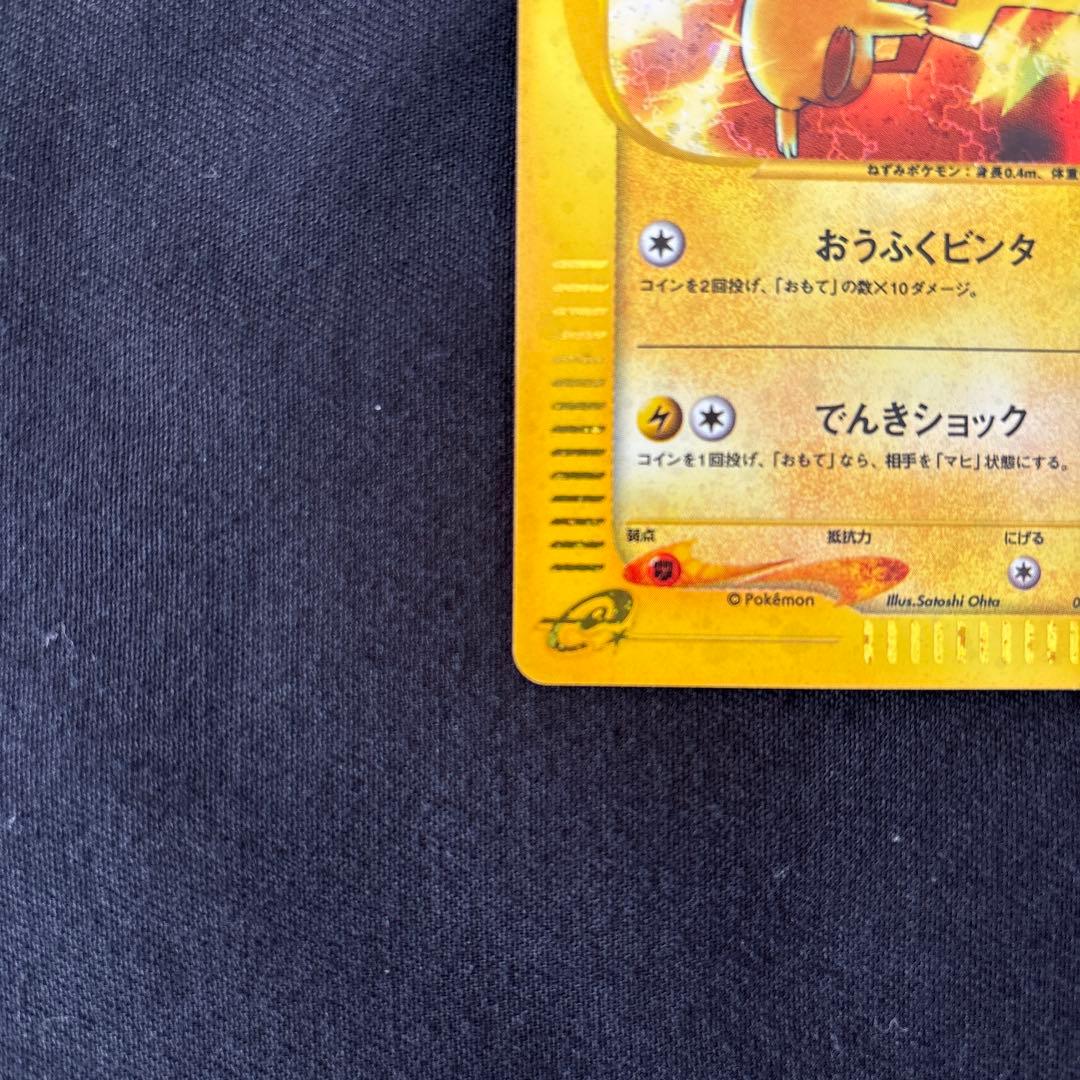 ねずみポケモン：身長0.4m、体重
おうふくビンタ
コインを2回投げ、「おもて」の数×10ダメージ。
でんきショック
コインを1回投げ、「おもて」なら、相手を「マヒ」状態にする。
弱点 抵抗力 にげる
©Pokémon Illus.Satoshi Ohta 0
e